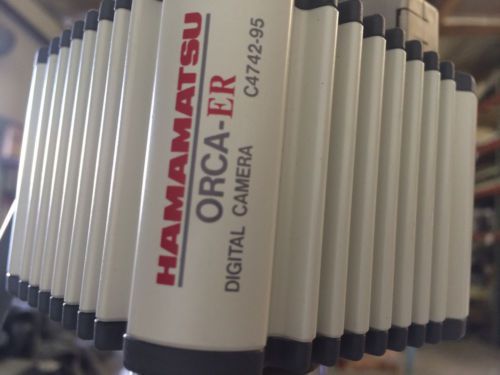 HAMAMATSU
ORCA-ER
DIGITAL CAMERA C4742-95